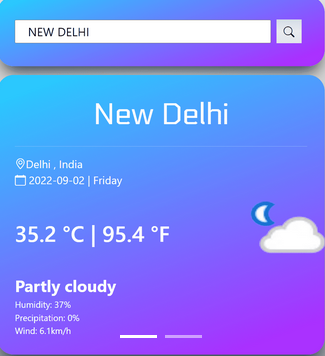 NEW DELHI
New Delhi
Delhi , India
2022-09-02 | Friday
35.2 °C | 95.4 °F
Partly cloudy
Humidity: 37%
Precipitation: 0%
Wind: 6.1km/h